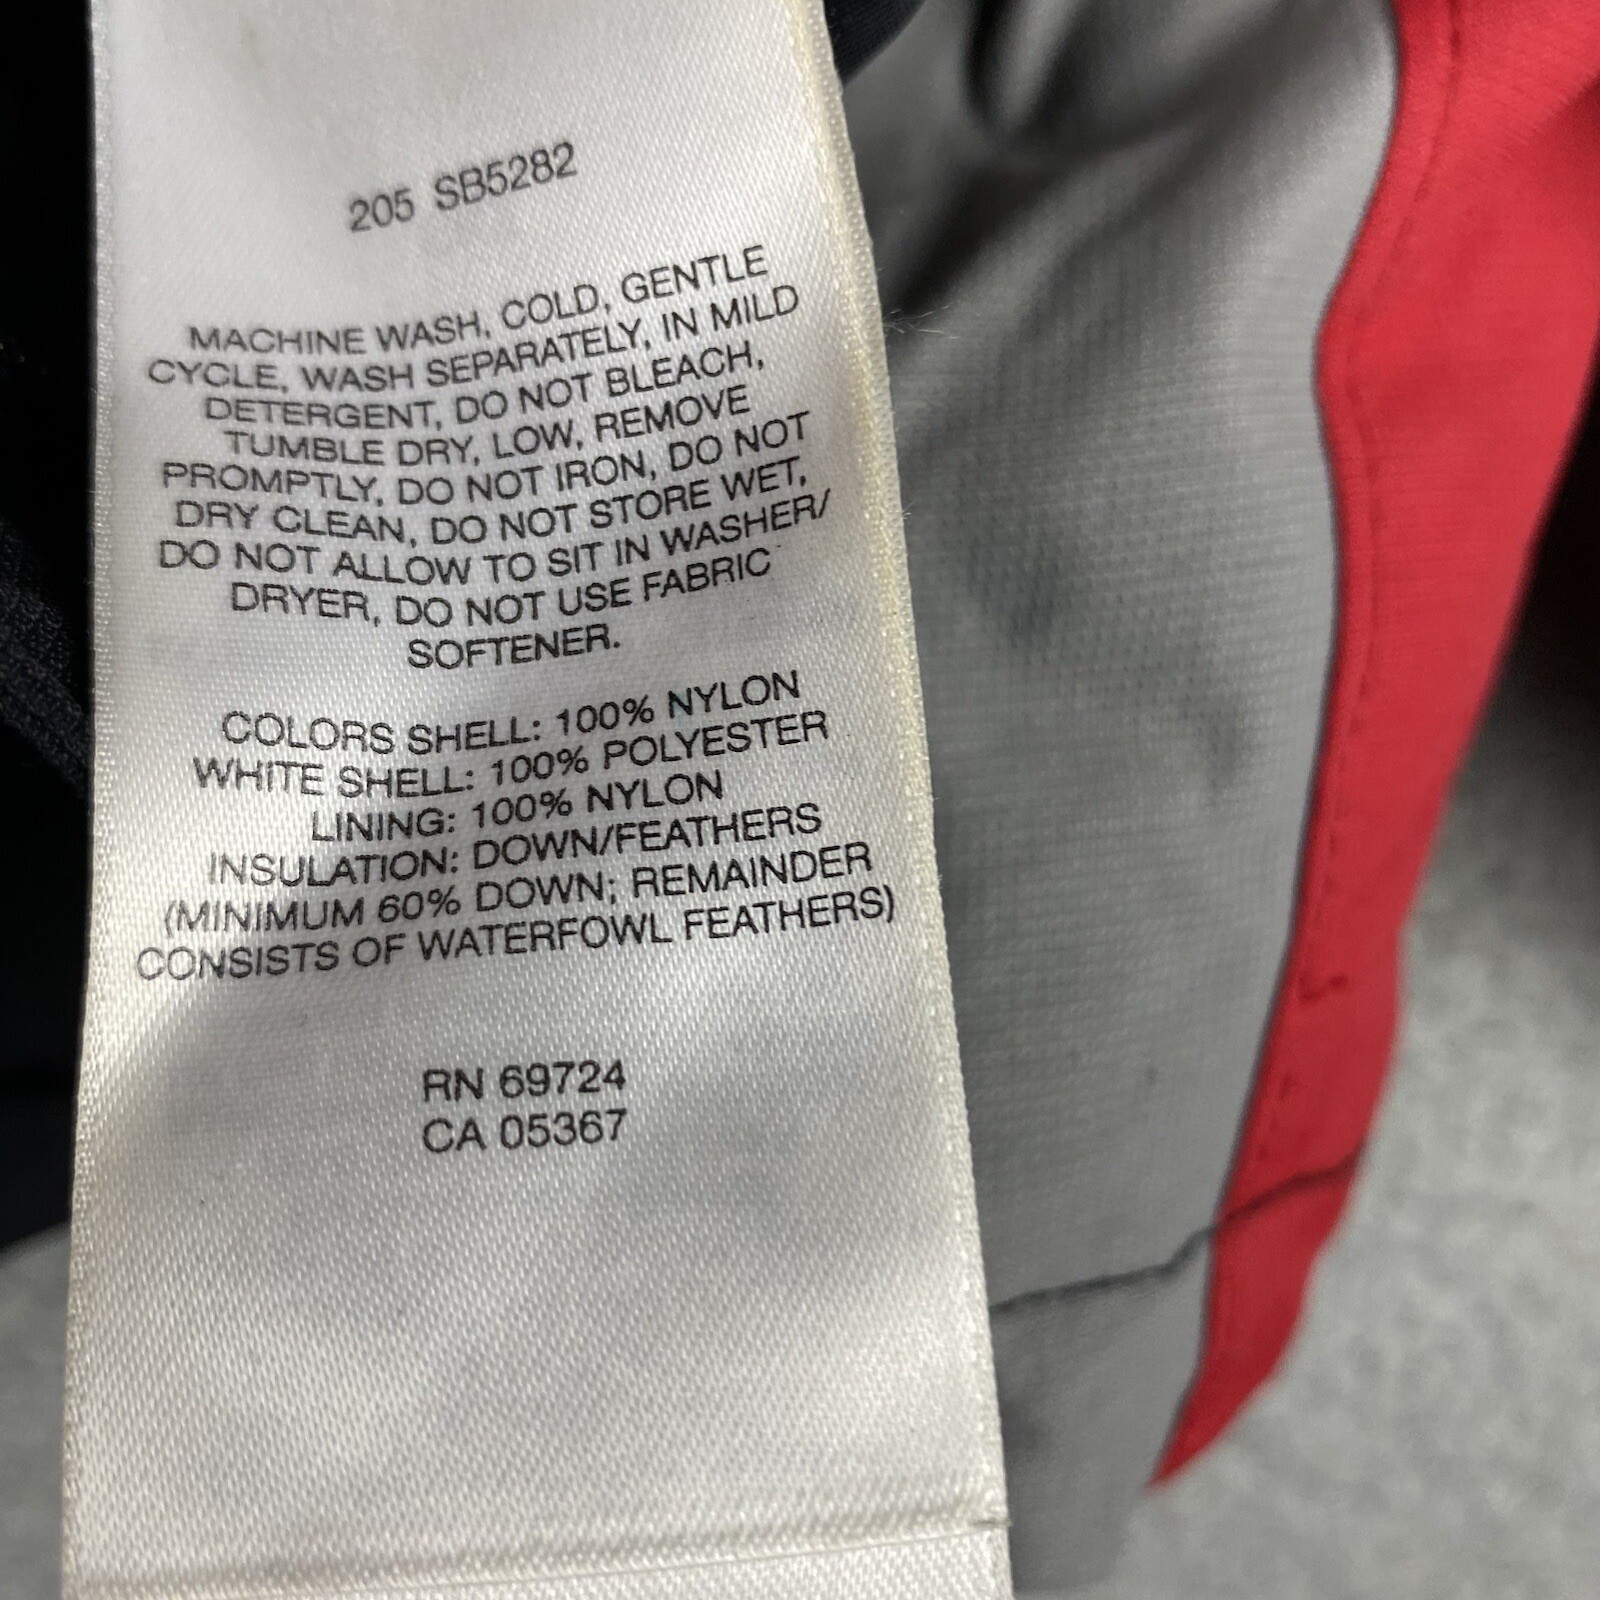 205 SB5282
MACHINE WASH, COLD, GENTLE
CYCLE, WASH SEPARATELY, IN MILD
DETERGENT, DO NOT BLEACH,
TUMBLE DRY, LOW, REMOVE
PROMPTLY, DO NOT IRON, DO NOT
DRY CLEAN, DO NOT STORE WET,
DO NOT ALLOW TO SIT IN WASHER/
DRYER, DO NOT USE FABRIC
SOFTENER.
COLORS SHELL: 100% NYLON
WHITE SHELL: 100% POLYESTER
LINING: 100% NYLON
INSULATION: DOWN/FEATHERS
(MINIMUM 60% DOWN; REMAINDER
CONSISTS OF WATERFOWL FEATHERS)
RN 69724
CA 05367